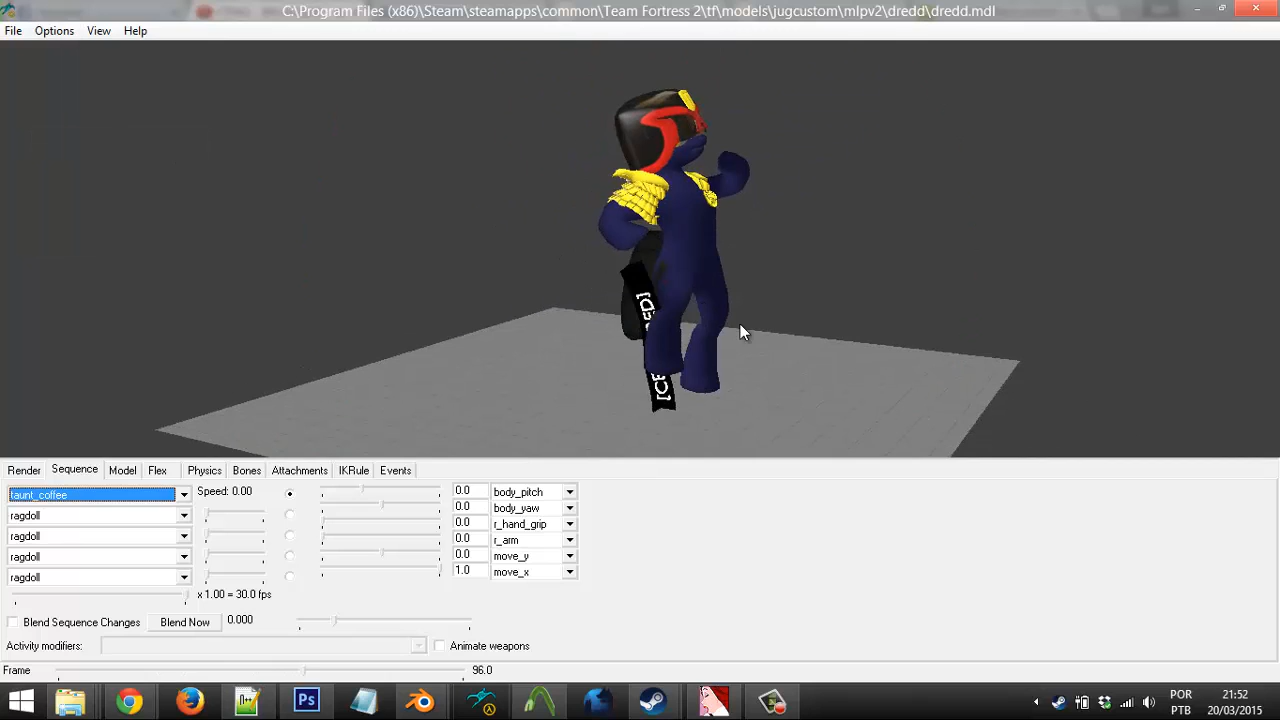 C:\Program Files (x86)\Steam\steamapps\common\Team Fortress 2\tf\models\jugcustom\mlpv2\dredd\dredd.mdl
File Options View Help
Render Sequence Model Flex Physics Bones Attachments IKRule Events
taunt_coffee Speed: 0.00 0.0 body_pitch
0.0 body_yaw
ragdoll 0.0 r_hand_grip
ragdoll 0.0 r_arm
ragdoll 0.0 move_y
ragdoll 1.0 move_x
x 1.00 = 30.0 fps
Blend Sequence Changes Blend Now 0.000
Activity modifiers: Animate weapons
Frame 96.0
POR 21:52
PTB 20/03/2015